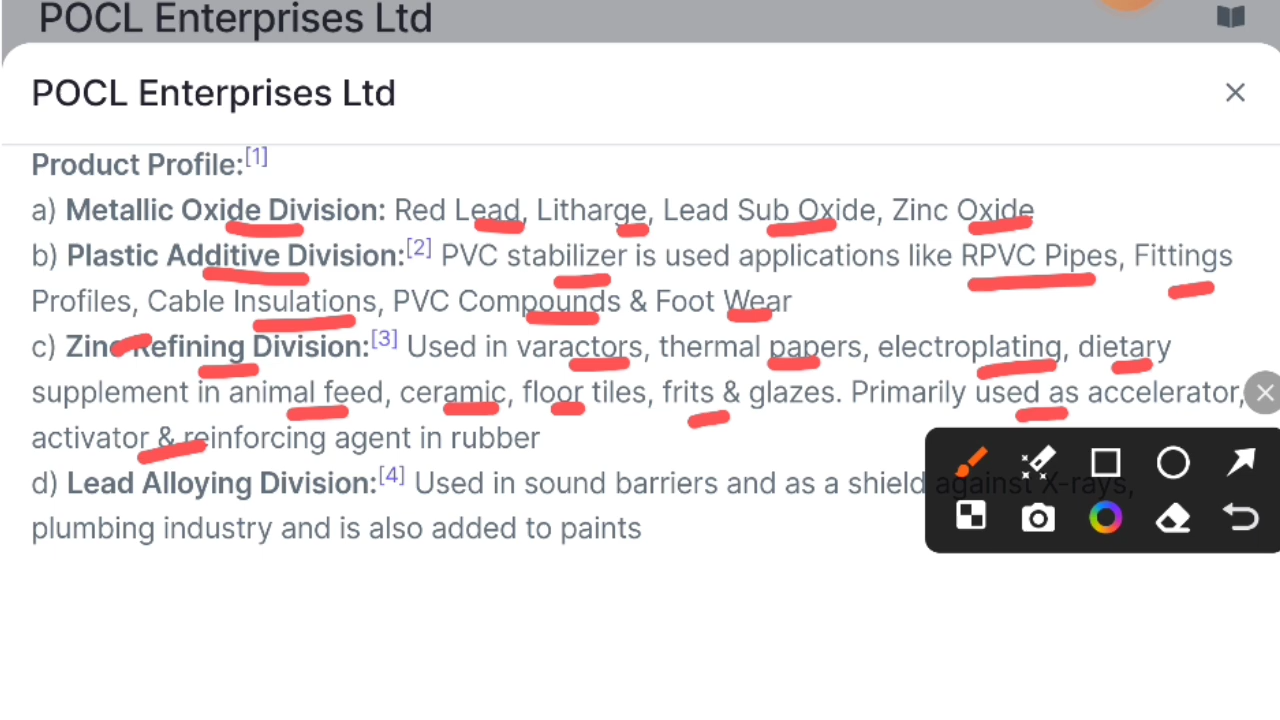 POCL Enterprises Ltd
POCL Enterprises Ltd
Product Profile:[1]
a) Metallic Oxide Division: Red Lead, Litharge, Lead Sub Oxide, Zinc Oxide
b) Plastic Additive Division:[2] PVC stabilizer is used applications like RPVC Pipes, Fittings
Profiles, Cable Insulations, PVC Compounds & Foot Wear
c) Zinc Refining Division:[3] Used in varactors, thermal papers, electroplating, dietary
supplement in animal feed, ceramic, floor tiles, frits & glazes. Primarily used as accelerator,
activator & reinforcing agent in rubber
d) Lead Alloying Division:[4] Used in sound barriers and as a shield against X-rays,
plumbing industry and is also added to paints